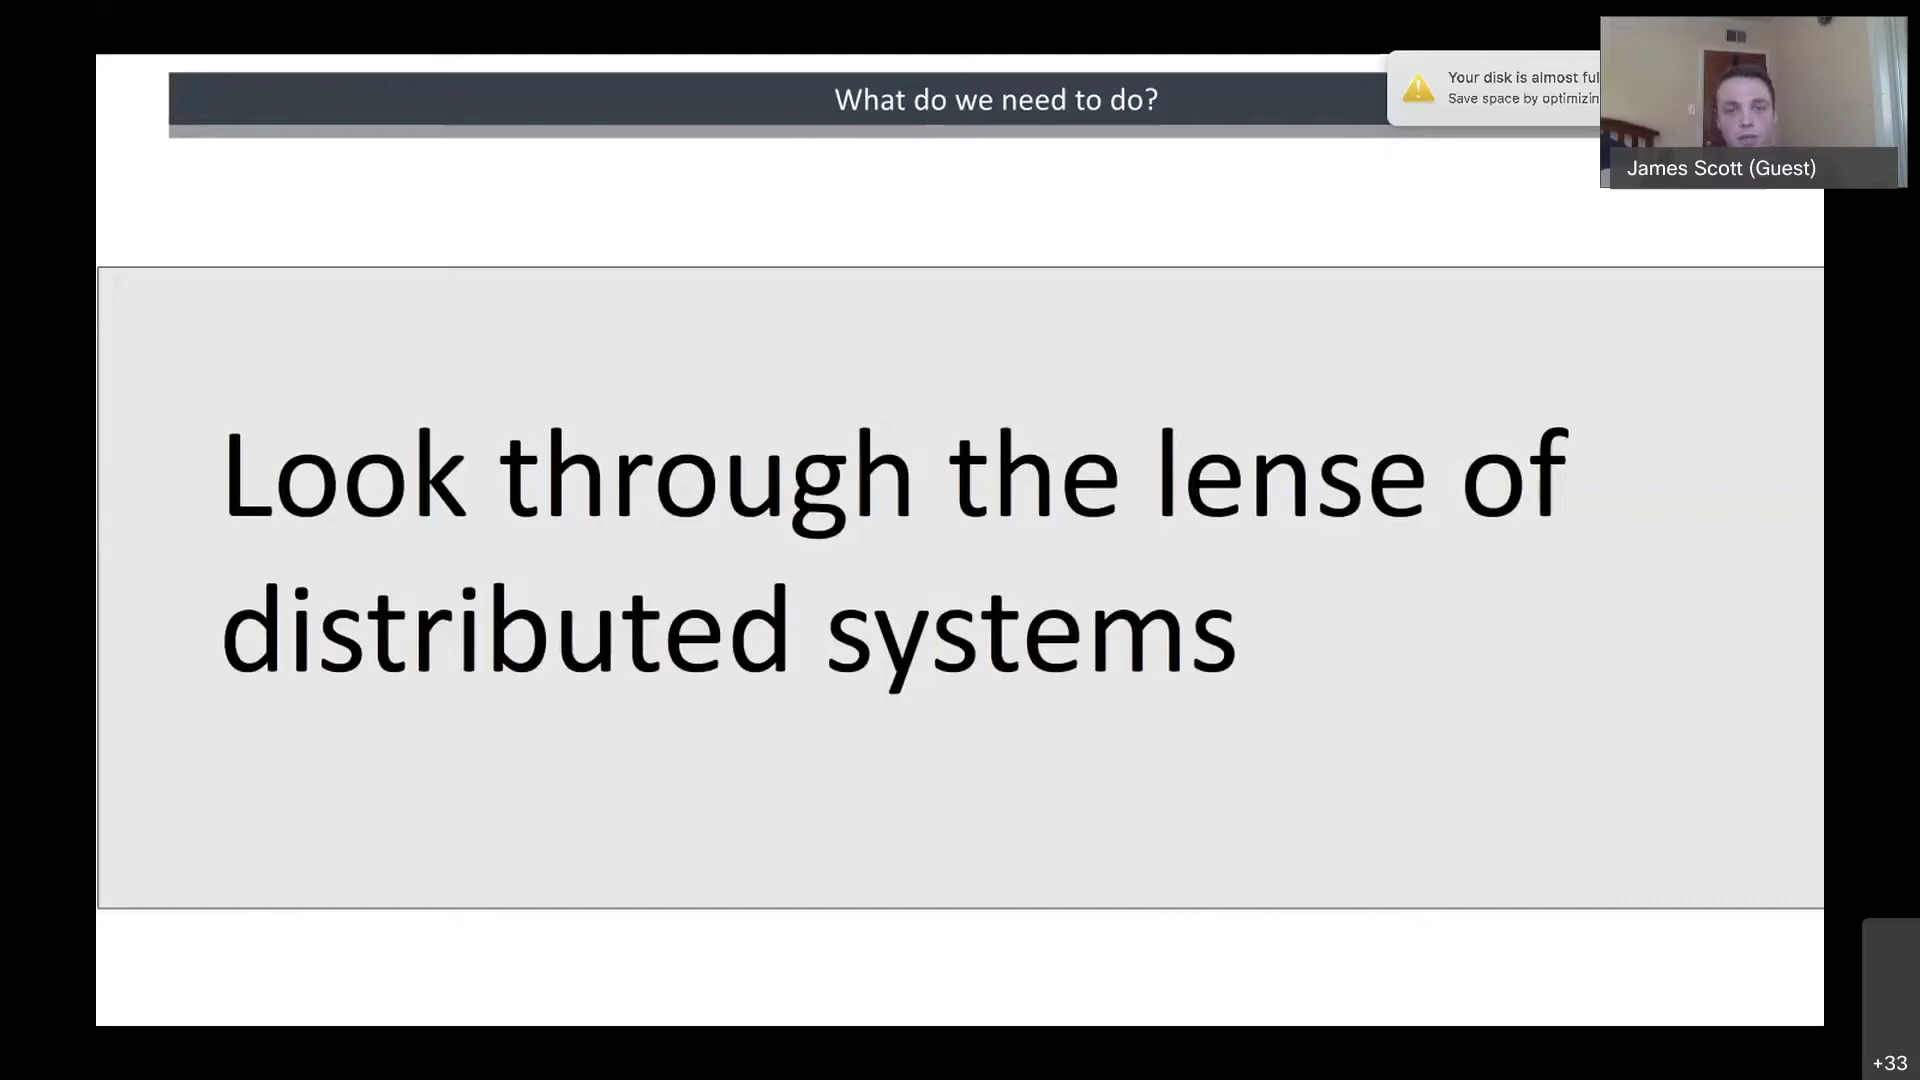 What do we need to do?
Your disk is almost ful
Save space by optimizin
James Scott (Guest)
Look through the lense of
distributed systems
+33